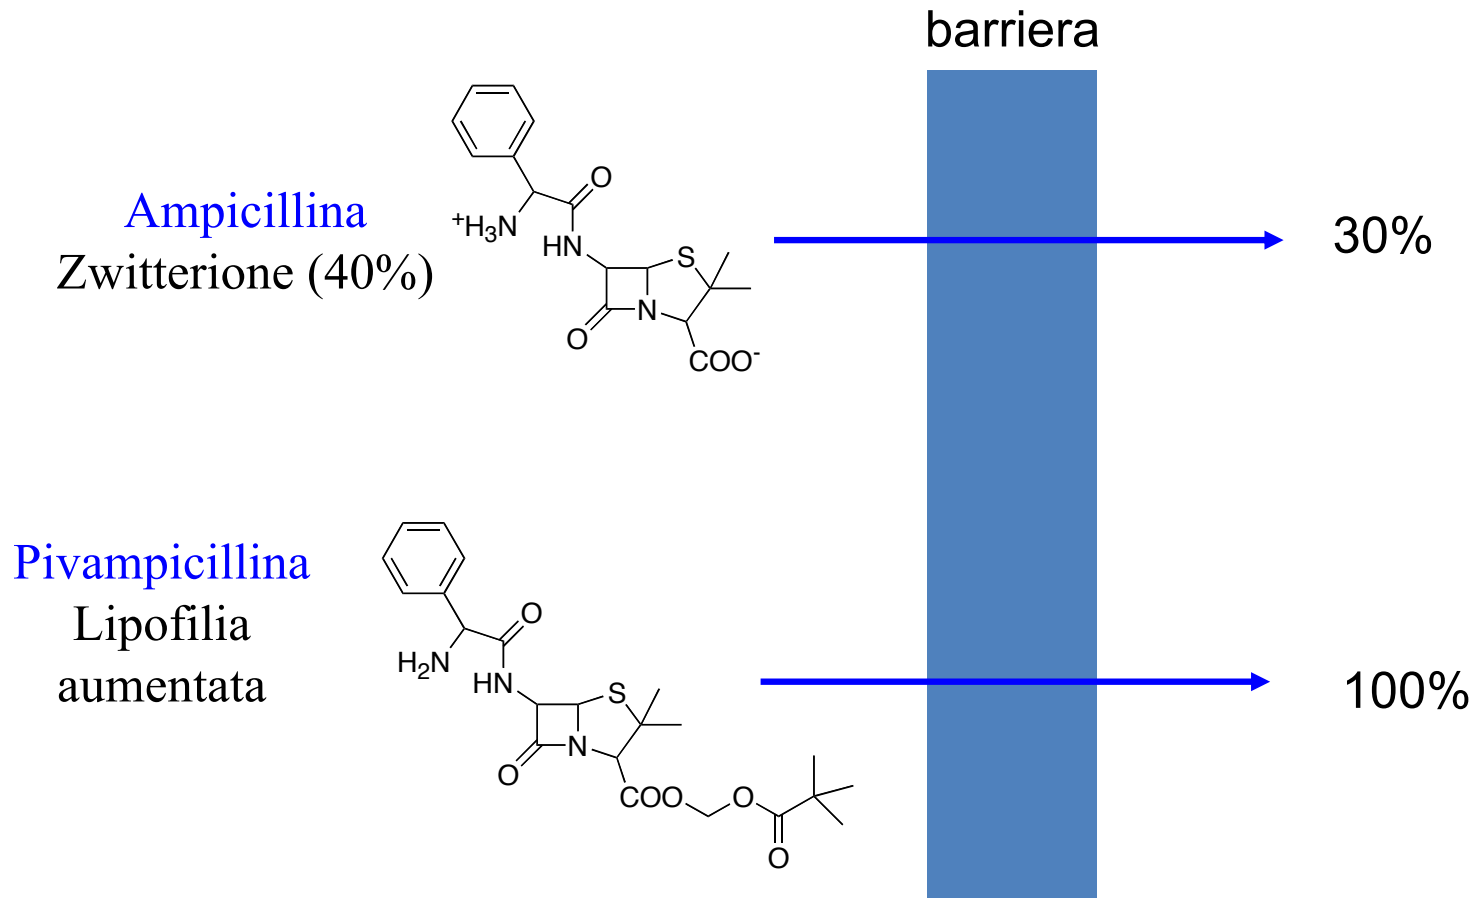 barriera
Ampicillina
Zwitterione (40%)
O
+H3N
HN
S
N
O
COO-
30%
Pivampicillina
Lipofilia
aumentata
O
H2N
HN
S
N
O
COO
O
O
100%